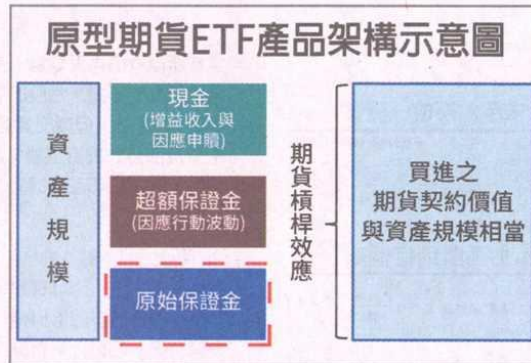 原型期貨ETF產品架構示意圖
資產規模
現金
(增益收入與
因應申贖)
超額保證金
(因應行動波動)
原始保證金
期貨槓桿效應
買進之
期貨契約價值
與資產規模相當